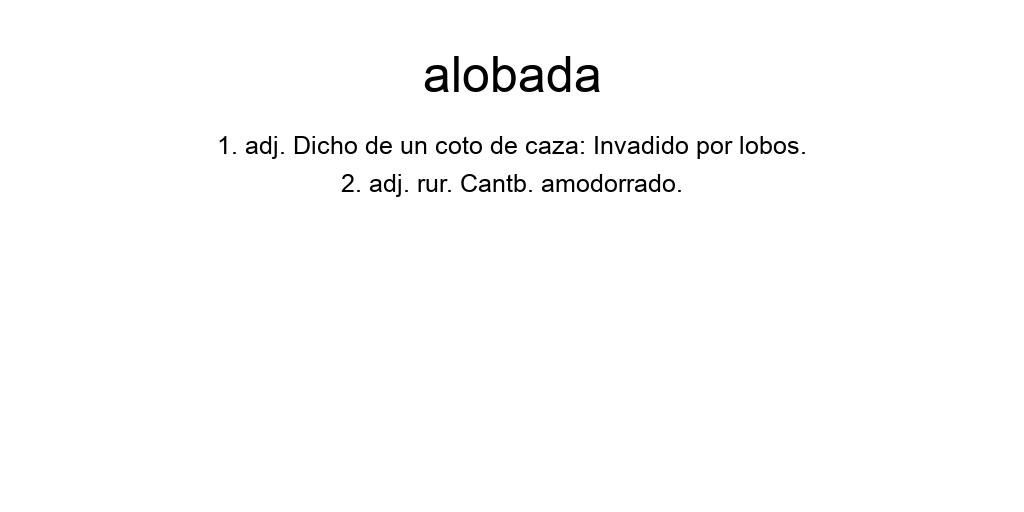 alobada
1. adj. Dicho de un coto de caza: Invadido por lobos.
2. adj. rur. Cantb. amodorrado.